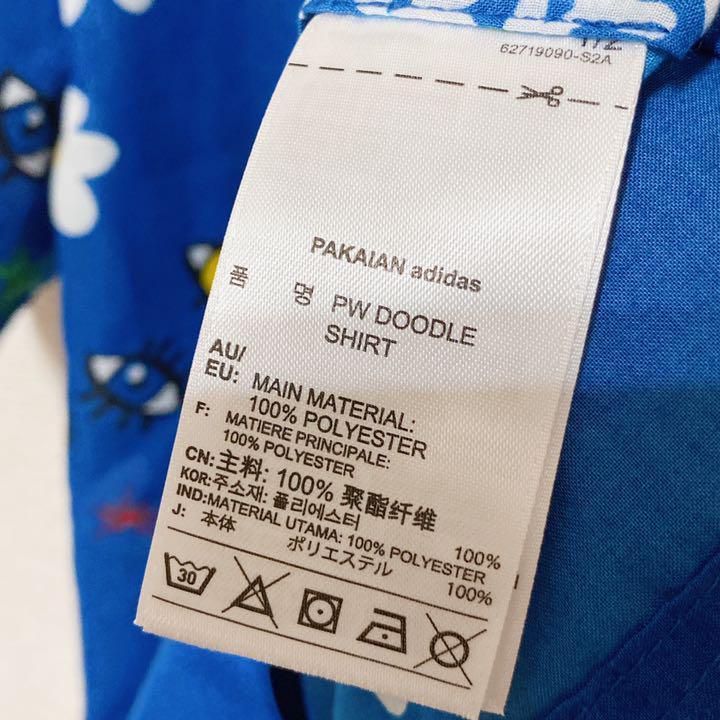 62719090-S2A
PAKAIAN adidas
품 명 PW DOODLE
SHIRT
AU/
EU: MAIN MATERIAL:
100% POLYESTER
F: MATIERE PRINCIPALE:
100% POLYESTER
CN: 主料: 100% 聚酯纤维
KOR: 주소재: 폴리에스터 100%
IND: MATERIAL UTAMA: 100% POLYESTER
J: 本体 ポリエステル 100%
30